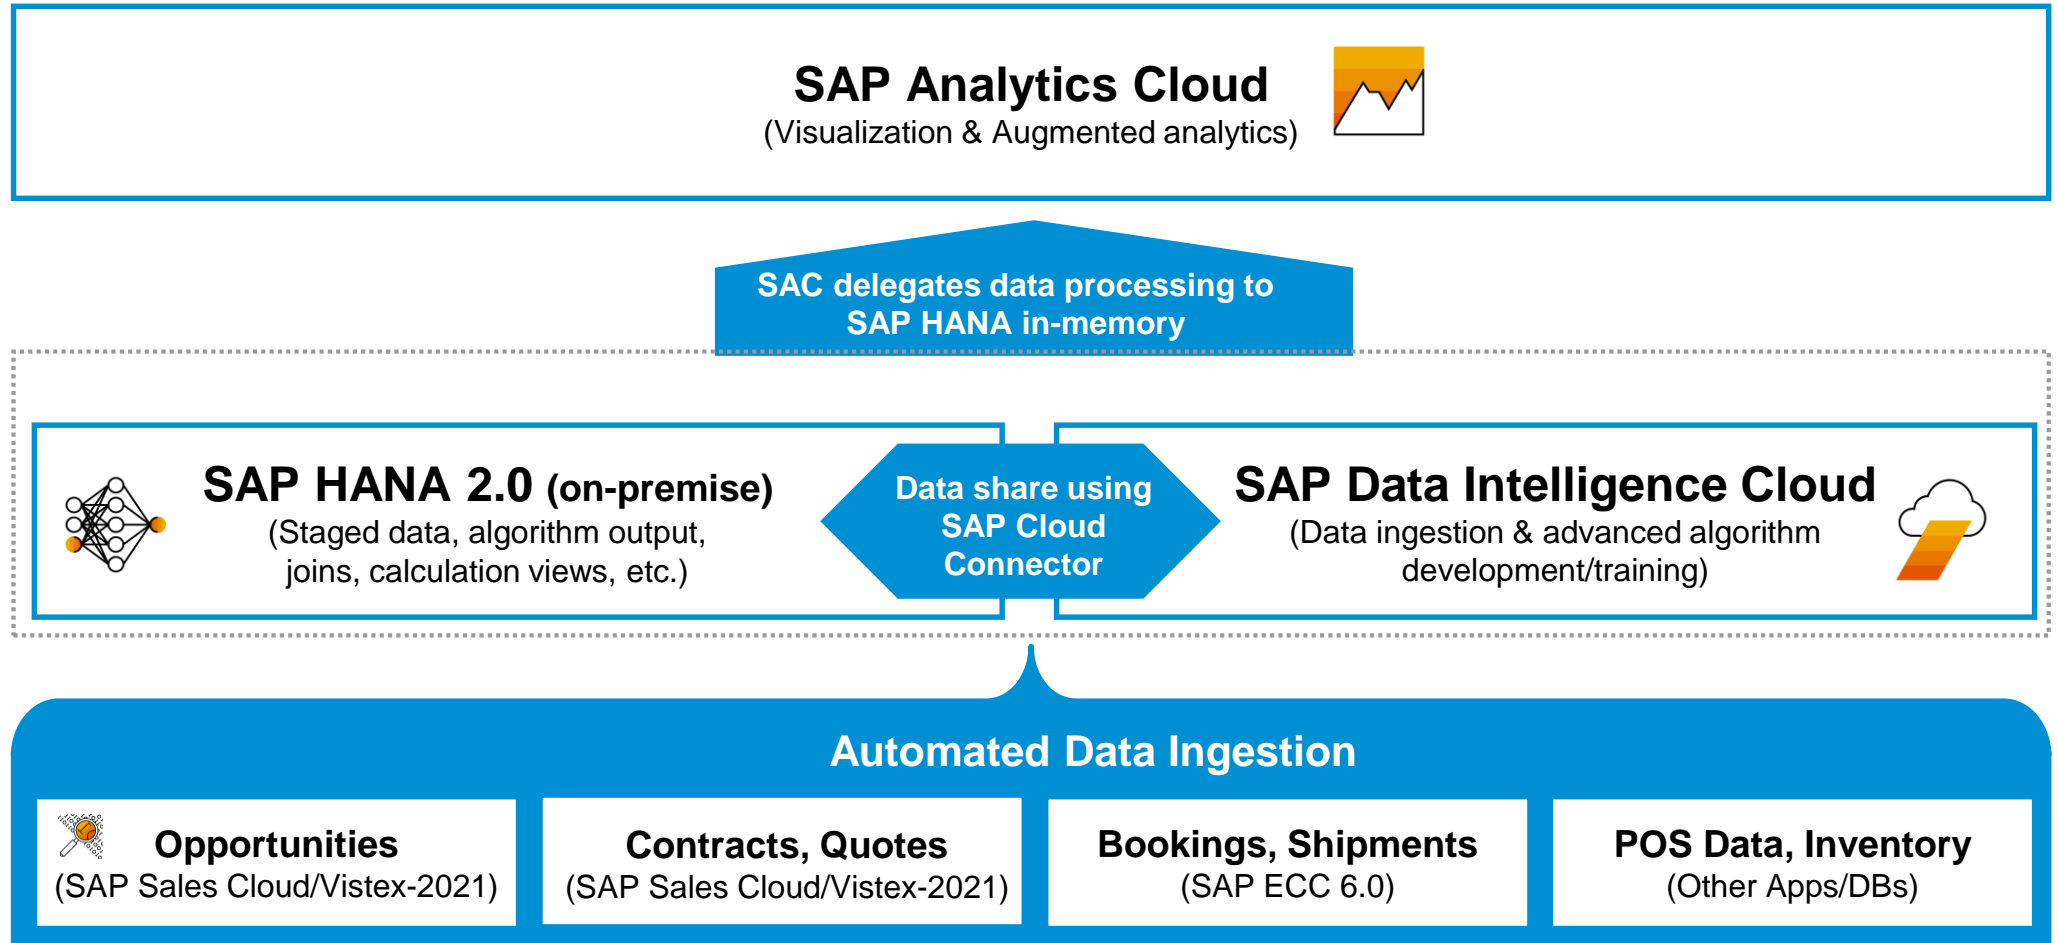 SAP Analytics Cloud
(Visualization & Augmented analytics)
SAC delegates data processing to
SAP HANA in-memory
SAP HANA 2.0 (on-premise)
(Staged data, algorithm output,
joins, calculation views, etc.)
Data share using
SAP Cloud
Connector
SAP Data Intelligence Cloud
(Data ingestion & advanced algorithm
development/training)
Automated Data Ingestion
Opportunities
(SAP Sales Cloud/Vistex-2021)
Contracts, Quotes
(SAP Sales Cloud/Vistex-2021)
Bookings, Shipments
(SAP ECC 6.0)
POS Data, Inventory
(Other Apps/DBs)